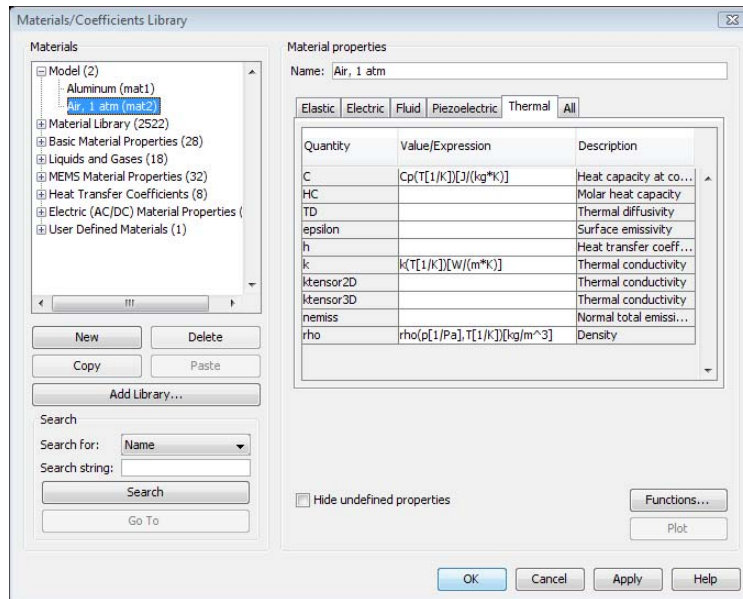 Materials/Coefficients Library
Materials
Model (2)
Aluminum (mat1)
Air, 1 atm (mat2)
Material Library (2522)
Basic Material Properties (28)
Liquids and Gases (18)
MEMS Material Properties (32)
Heat Transfer Coefficients (8)
Electric (AC/DC) Material Properties (
User Defined Materials (1)
New Delete
Copy Paste
Add Library...
Search
Search for: Name
Search string:
Search
Go To
Material properties
Name: Air, 1 atm
Elastic Electric Fluid Piezoelectric Thermal All
Quantity Value/Expression Description
C Cp(T[1/K])[J/(kg*K)] Heat capacity at co...
HC Molar heat capacity
TD Thermal diffusivity
epsilon Surface emissivity
h Heat transfer coeff...
k k(T[1/K])[W/(m*K)] Thermal conductivity
ktensor2D Thermal conductivity
ktensor3D Thermal conductivity
nemiss Normal total emissi...
rho rho(p[1/Pa],T[1/K])[kg/m^3] Density
Hide undefined properties
Functions...
Plot
OK Cancel Apply Help